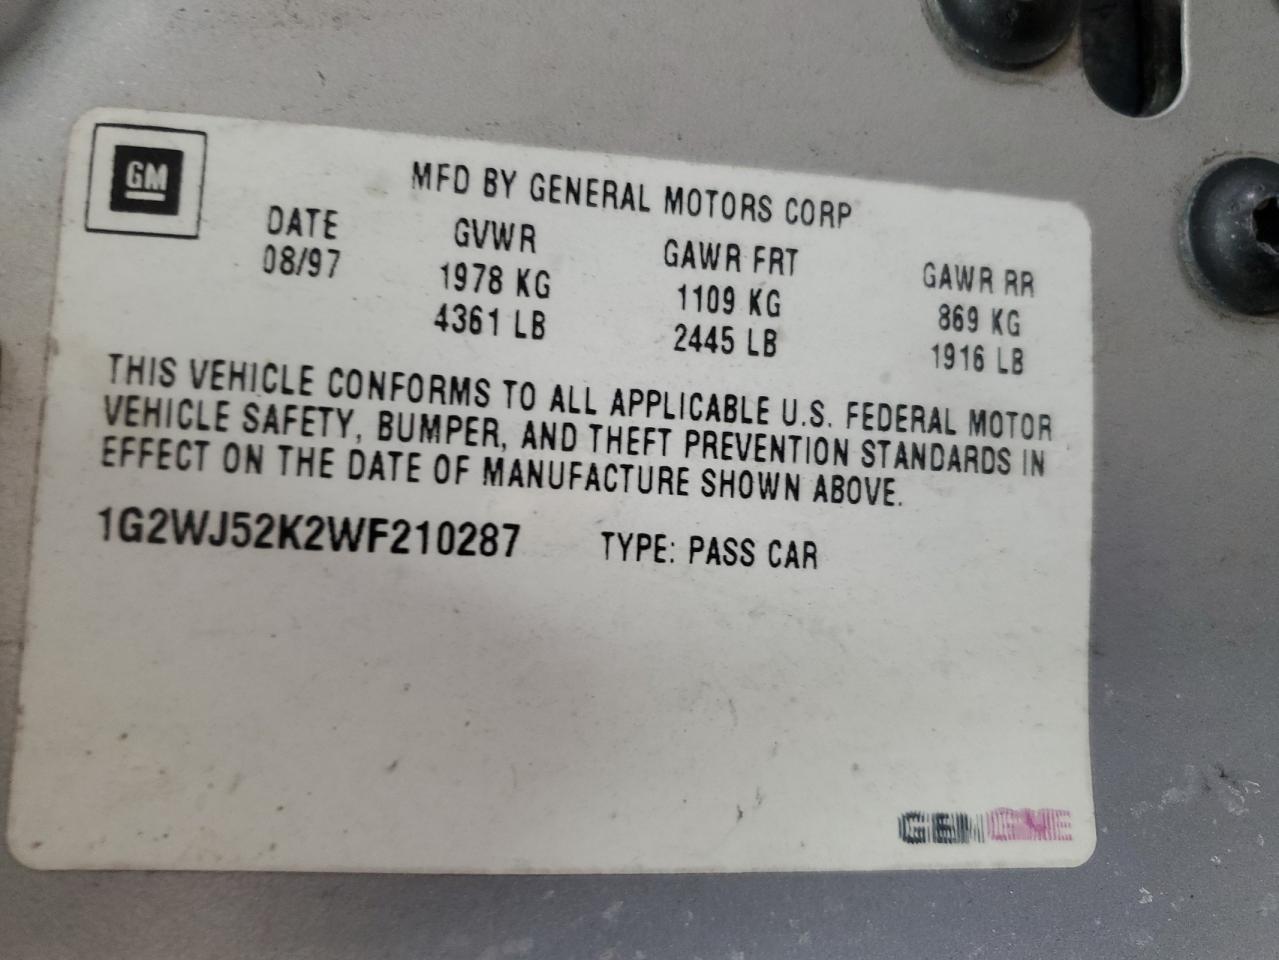 GM
MFD BY GENERAL MOTORS CORP
DATE GVWR GAWR FRT GAWR RR
08/97 1978 KG 1109 KG 869 KG
4361 LB 2445 LB 1916 LB
THIS VEHICLE CONFORMS TO ALL APPLICABLE U.S. FEDERAL MOTOR
VEHICLE SAFETY, BUMPER, AND THEFT PREVENTION STANDARDS IN
EFFECT ON THE DATE OF MANUFACTURE SHOWN ABOVE.
1G2WJ52K2WF210287 TYPE: PASS CAR